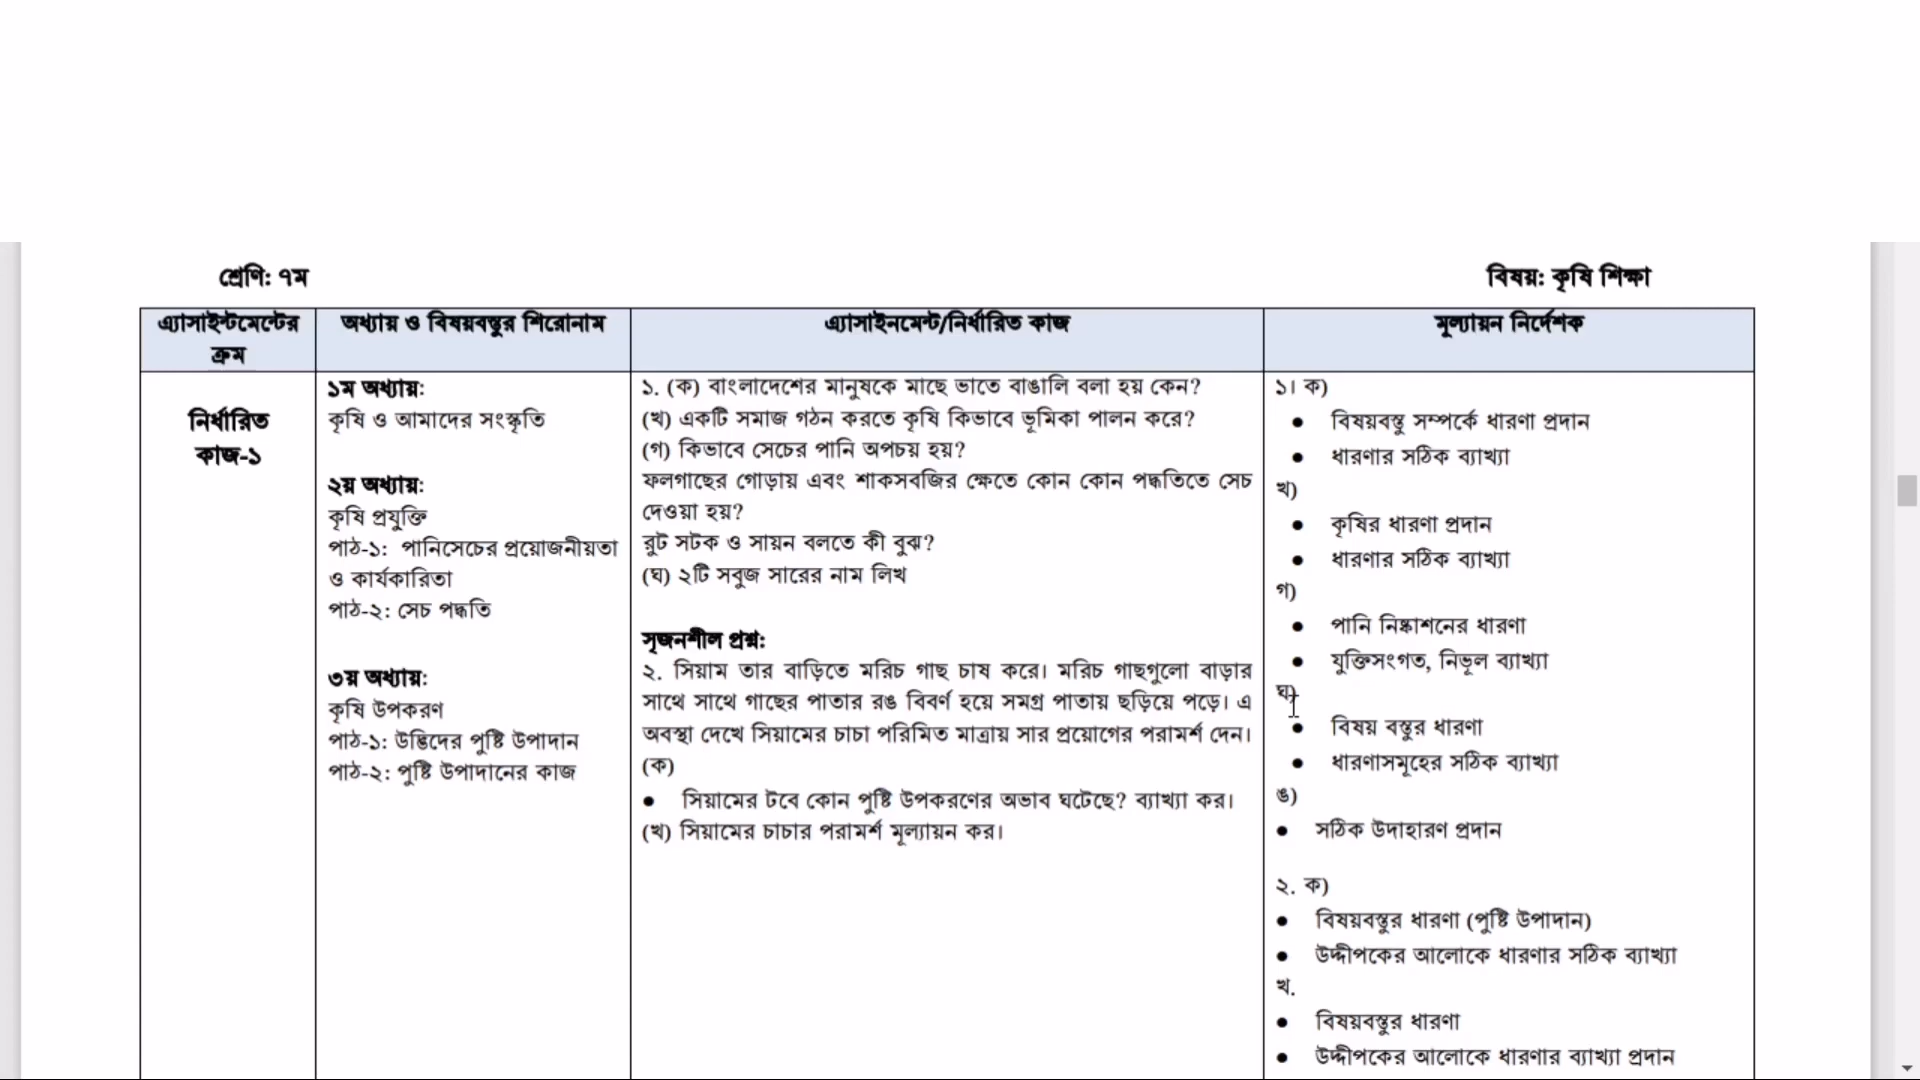 শ্রেণি: ৭ম
বিষয়: কৃষি শিক্ষা
এ্যাসাইন্টমেন্টের
ক্রম
অধ্যায় ও বিষয়বস্তুর শিরোনাম
এ্যাসাইনমেন্ট/নির্ধারিত কাজ
মূল্যায়ন নির্দেশক
নির্ধারিত
কাজ-১
১ম অধ্যায়:
কৃষি ও আমাদের সংস্কৃতি
২য় অধ্যায়:
কৃষি প্রযুক্তি
পাঠ-১: পানিসেচের প্রয়োজনীয়তা
ও কার্যকারিতা
পাঠ-২: সেচ পদ্ধতি
৩য় অধ্যায়:
কৃষি উপকরণ
পাঠ-১: উদ্ভিদের পুষ্টি উপাদান
পাঠ-২: পুষ্টি উপাদানের কাজ
১. (ক) বাংলাদেশের মানুষকে মাছে ভাতে বাঙালি বলা হয় কেন?
(খ) একটি সমাজ গঠন করতে কৃষি কিভাবে ভূমিকা পালন করে?
(গ) কিভাবে সেচের পানি অপচয় হয়?
ফলগাছের গোড়ায় এবং শাকসবজির ক্ষেতে কোন কোন পদ্ধতিতে সেচ
দেওয়া হয়?
রুট সটক ও সায়ন বলতে কী বুঝ?
(ঘ) ২টি সবুজ সারের নাম লিখ
সৃজনশীল প্রশ্ন:
২. সিয়াম তার বাড়িতে মরিচ গাছ চাষ করে। মরিচ গাছগুলো বাড়ার
সাথে সাথে গাছের পাতার রঙ বিবর্ণ হয়ে সমগ্র পাতায় ছড়িয়ে পড়ে। এ
অবস্থা দেখে সিয়ামের চাচা পরিমিত মাত্রায় সার প্রয়োগের পরামর্শ দেন।
(ক)
● সিয়ামের টবে কোন পুষ্টি উপকরণের অভাব ঘটেছে? ব্যাখ্যা কর।
(খ) সিয়ামের চাচার পরামর্শ মূল্যায়ন কর।
১। ক)
● বিষয়বস্তু সম্পর্কে ধারণা প্রদান
● ধারণার সঠিক ব্যাখ্যা
খ)
● কৃষির ধারণা প্রদান
● ধারণার সঠিক ব্যাখ্যা
গ)
● পানি নিষ্কাশনের ধারণা
● যুক্তিসংগত, নিভূল ব্যাখ্যা
ঘ)
● বিষয় বস্তুর ধারণা
● ধারণাসমূহের সঠিক ব্যাখ্যা
ঙ)
● সঠিক উদাহারণ প্রদান
২. ক)
● বিষয়বস্তুর ধারণা (পুষ্টি উপাদান)
● উদ্দীপকের আলোকে ধারণার সঠিক ব্যাখ্যা
খ.
● বিষয়বস্তুর ধারণা
● উদ্দীপকের আলোকে ধারণার ব্যাখ্যা প্রদান